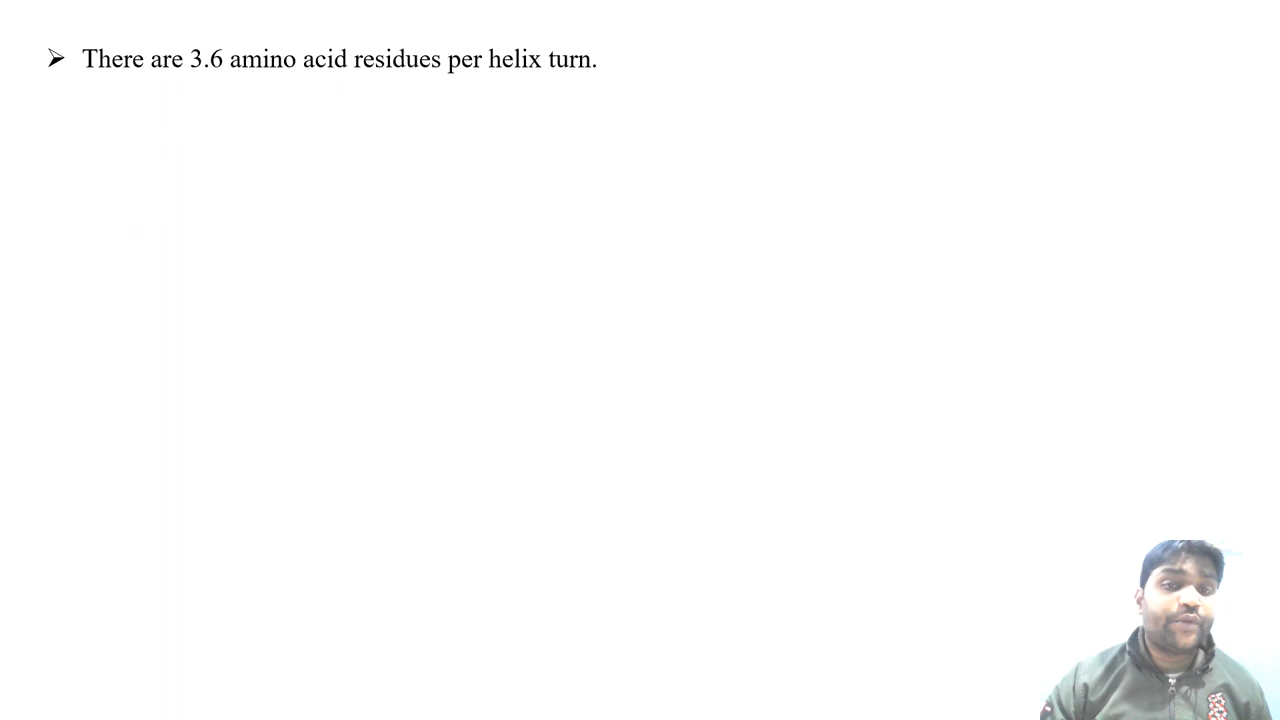 ➢ There are 3.6 amino acid residues per helix turn.